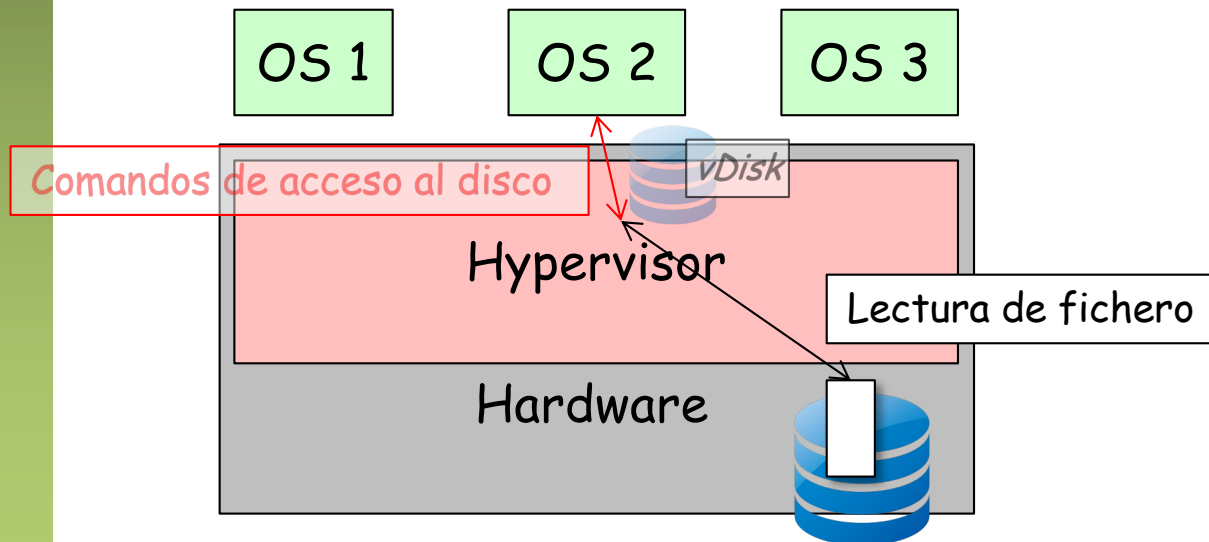 OS 1
OS 2
OS 3
Comandos de acceso al disco
vDisk
Hypervisor
Lectura de fichero
Hardware